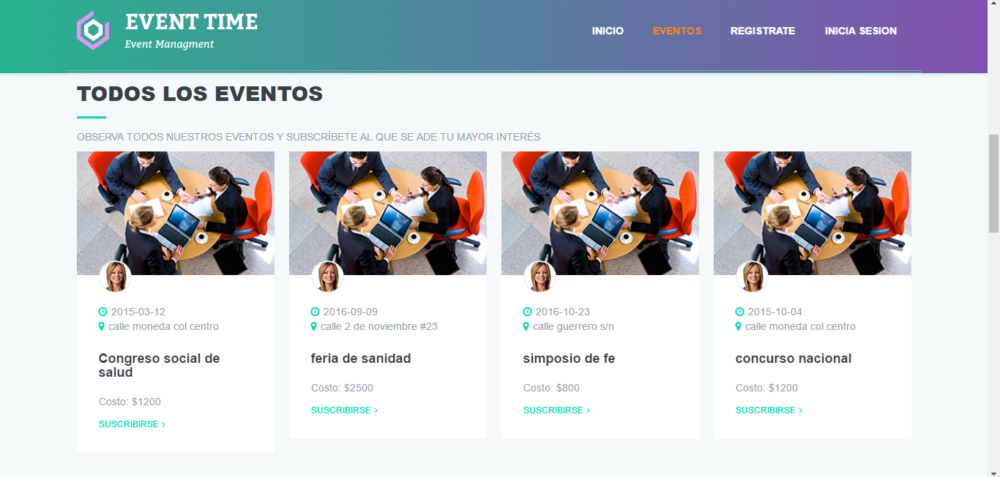 EVENT TIME
Event Managment
INICIO
EVENTOS
REGISTRATE
INICIA SESION
TODOS LOS EVENTOS
OBSERVA TODOS NUESTROS EVENTOS Y SUBSCRÍBETE AL QUE SE ADE TU MAYOR INTERÉS
2015-03-12
calle moneda col.centro
Congreso social de
salud
Costo: $1200
SUSCRIBIRSE ›
2016-09-09
calle 2 de noviembre #23
feria de sanidad
Costo: $2500
SUSCRIBIRSE ›
2016-10-23
calle guerrero s/n
simposio de fe
Costo: $800
SUSCRIBIRSE ›
2015-10-04
calle moneda col.centro
concurso nacional
Costo: $1200
SUSCRIBIRSE ›